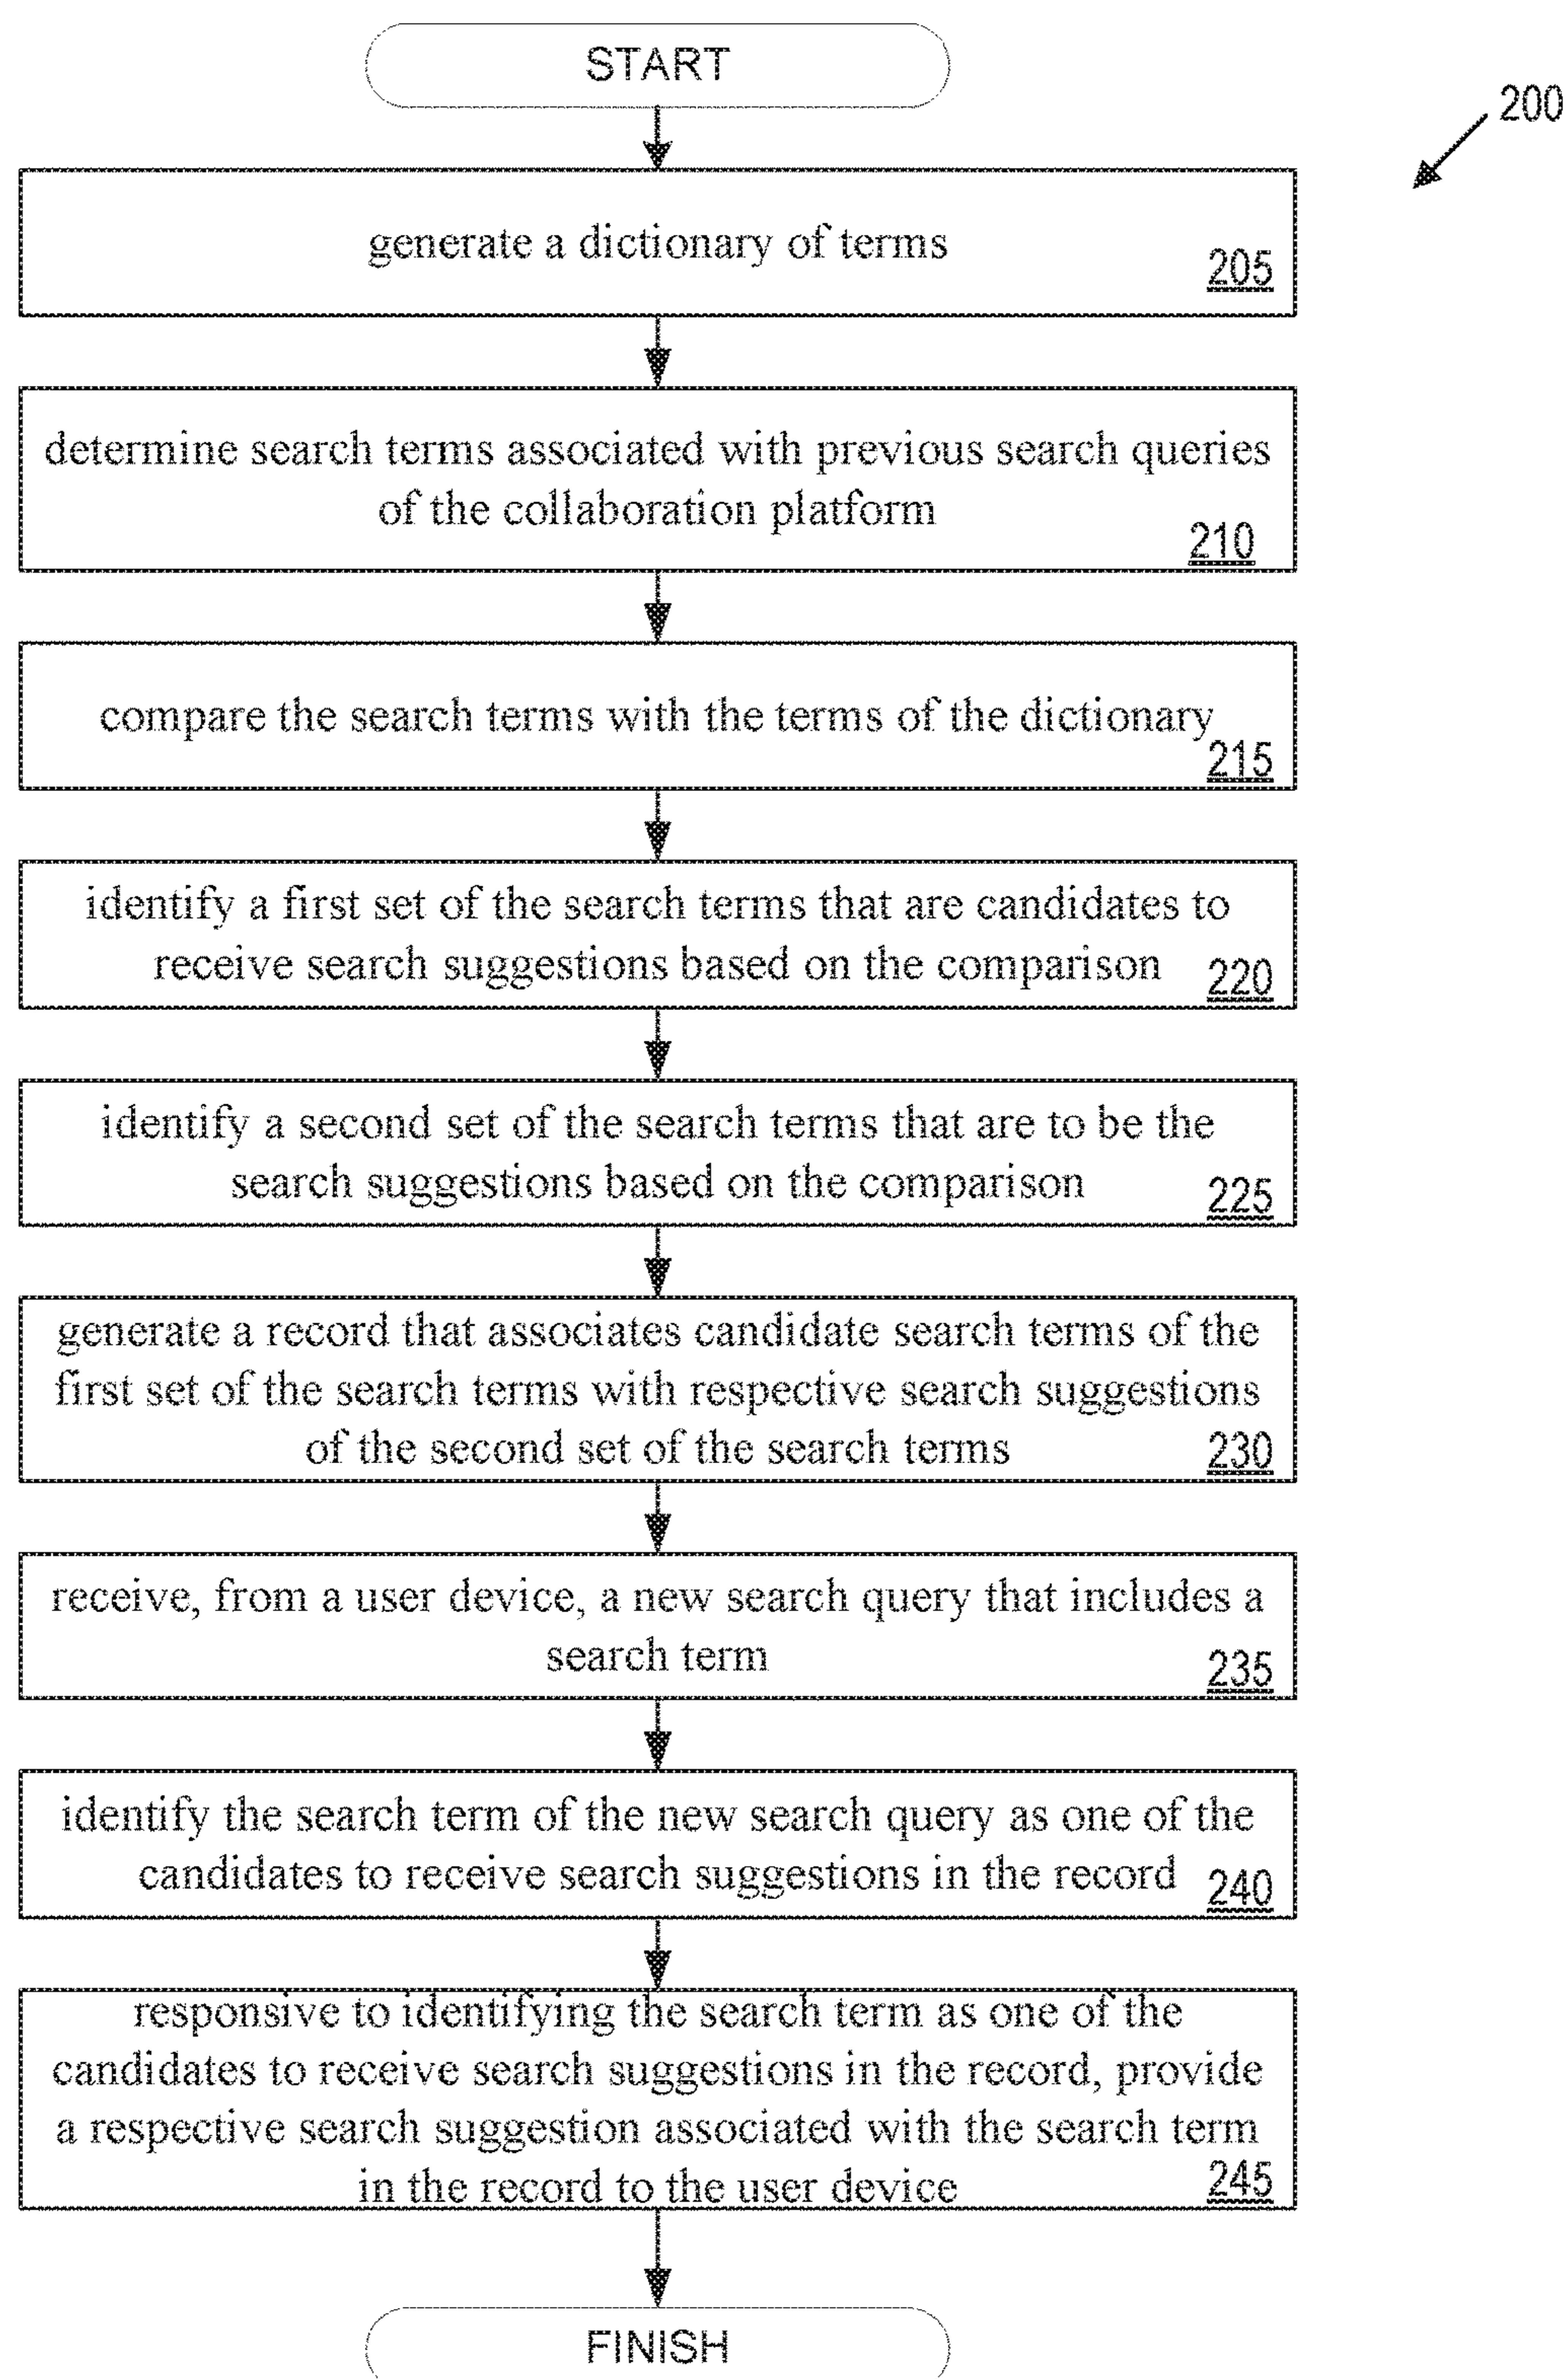 START
200
generate a dictionary of terms
205
determine search terms associated with previous search queries
of the collaboration platform
210
compare the search terms with the terms of the dictionary
215
identify a first set of the search terms that are candidates to
receive search suggestions based on the comparison
220
identify a second set of the search terms that are to be the
search suggestions based on the comparison
225
generate a record that associates candidate search terms of the
first set of the search terms with respective search suggestions
of the second set of the search terms
230
receive, from a user device, a new search query that includes a
search term
235
identify the search term of the new search query as one of the
candidates to receive search suggestions in the record
240
responsive to identifying the search term as one of the
candidates to receive search suggestions in the record, provide
a respective search suggestion associated with the search term
in the record to the user device
245
FINISH